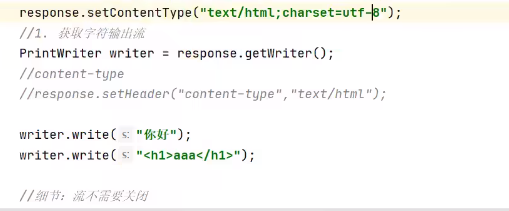 response.setContentType("text/html;charset=utf-8");
//1. 获取字符输出流
PrintWriter writer = response.getWriter();
//content-type
//response.setHeader("content-type","text/html");
writer.write( s: "你好");
writer.write( s: "<h1>aaa</h1>");
//细节：流不需要关闭